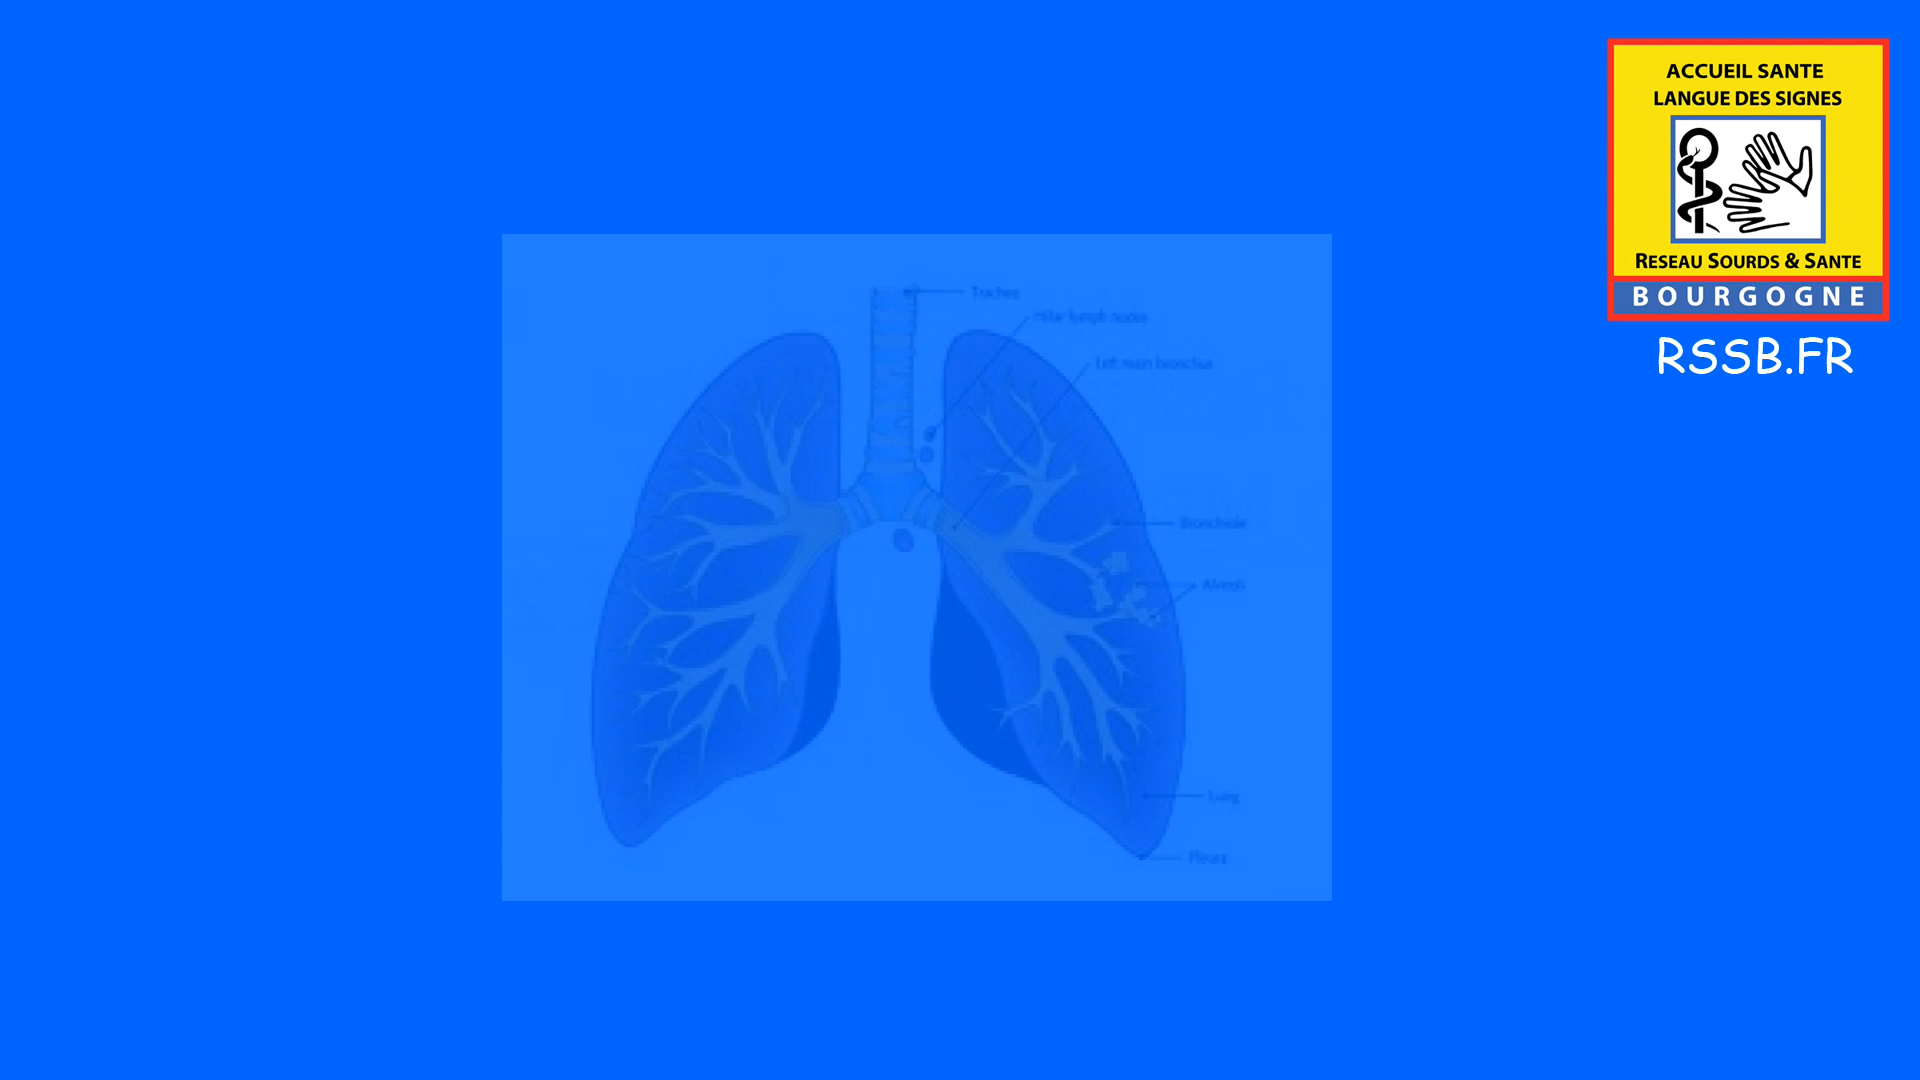 ACCUEIL SANTE
LANGUE DES SIGNES
RESEAU SOURDS & SANTE
BOURGOGNE
RSSB.FR
Trachea
Hilar lymph nodes
Left main bronchus
Bronchiole
Alveoli
Lung
Pleura